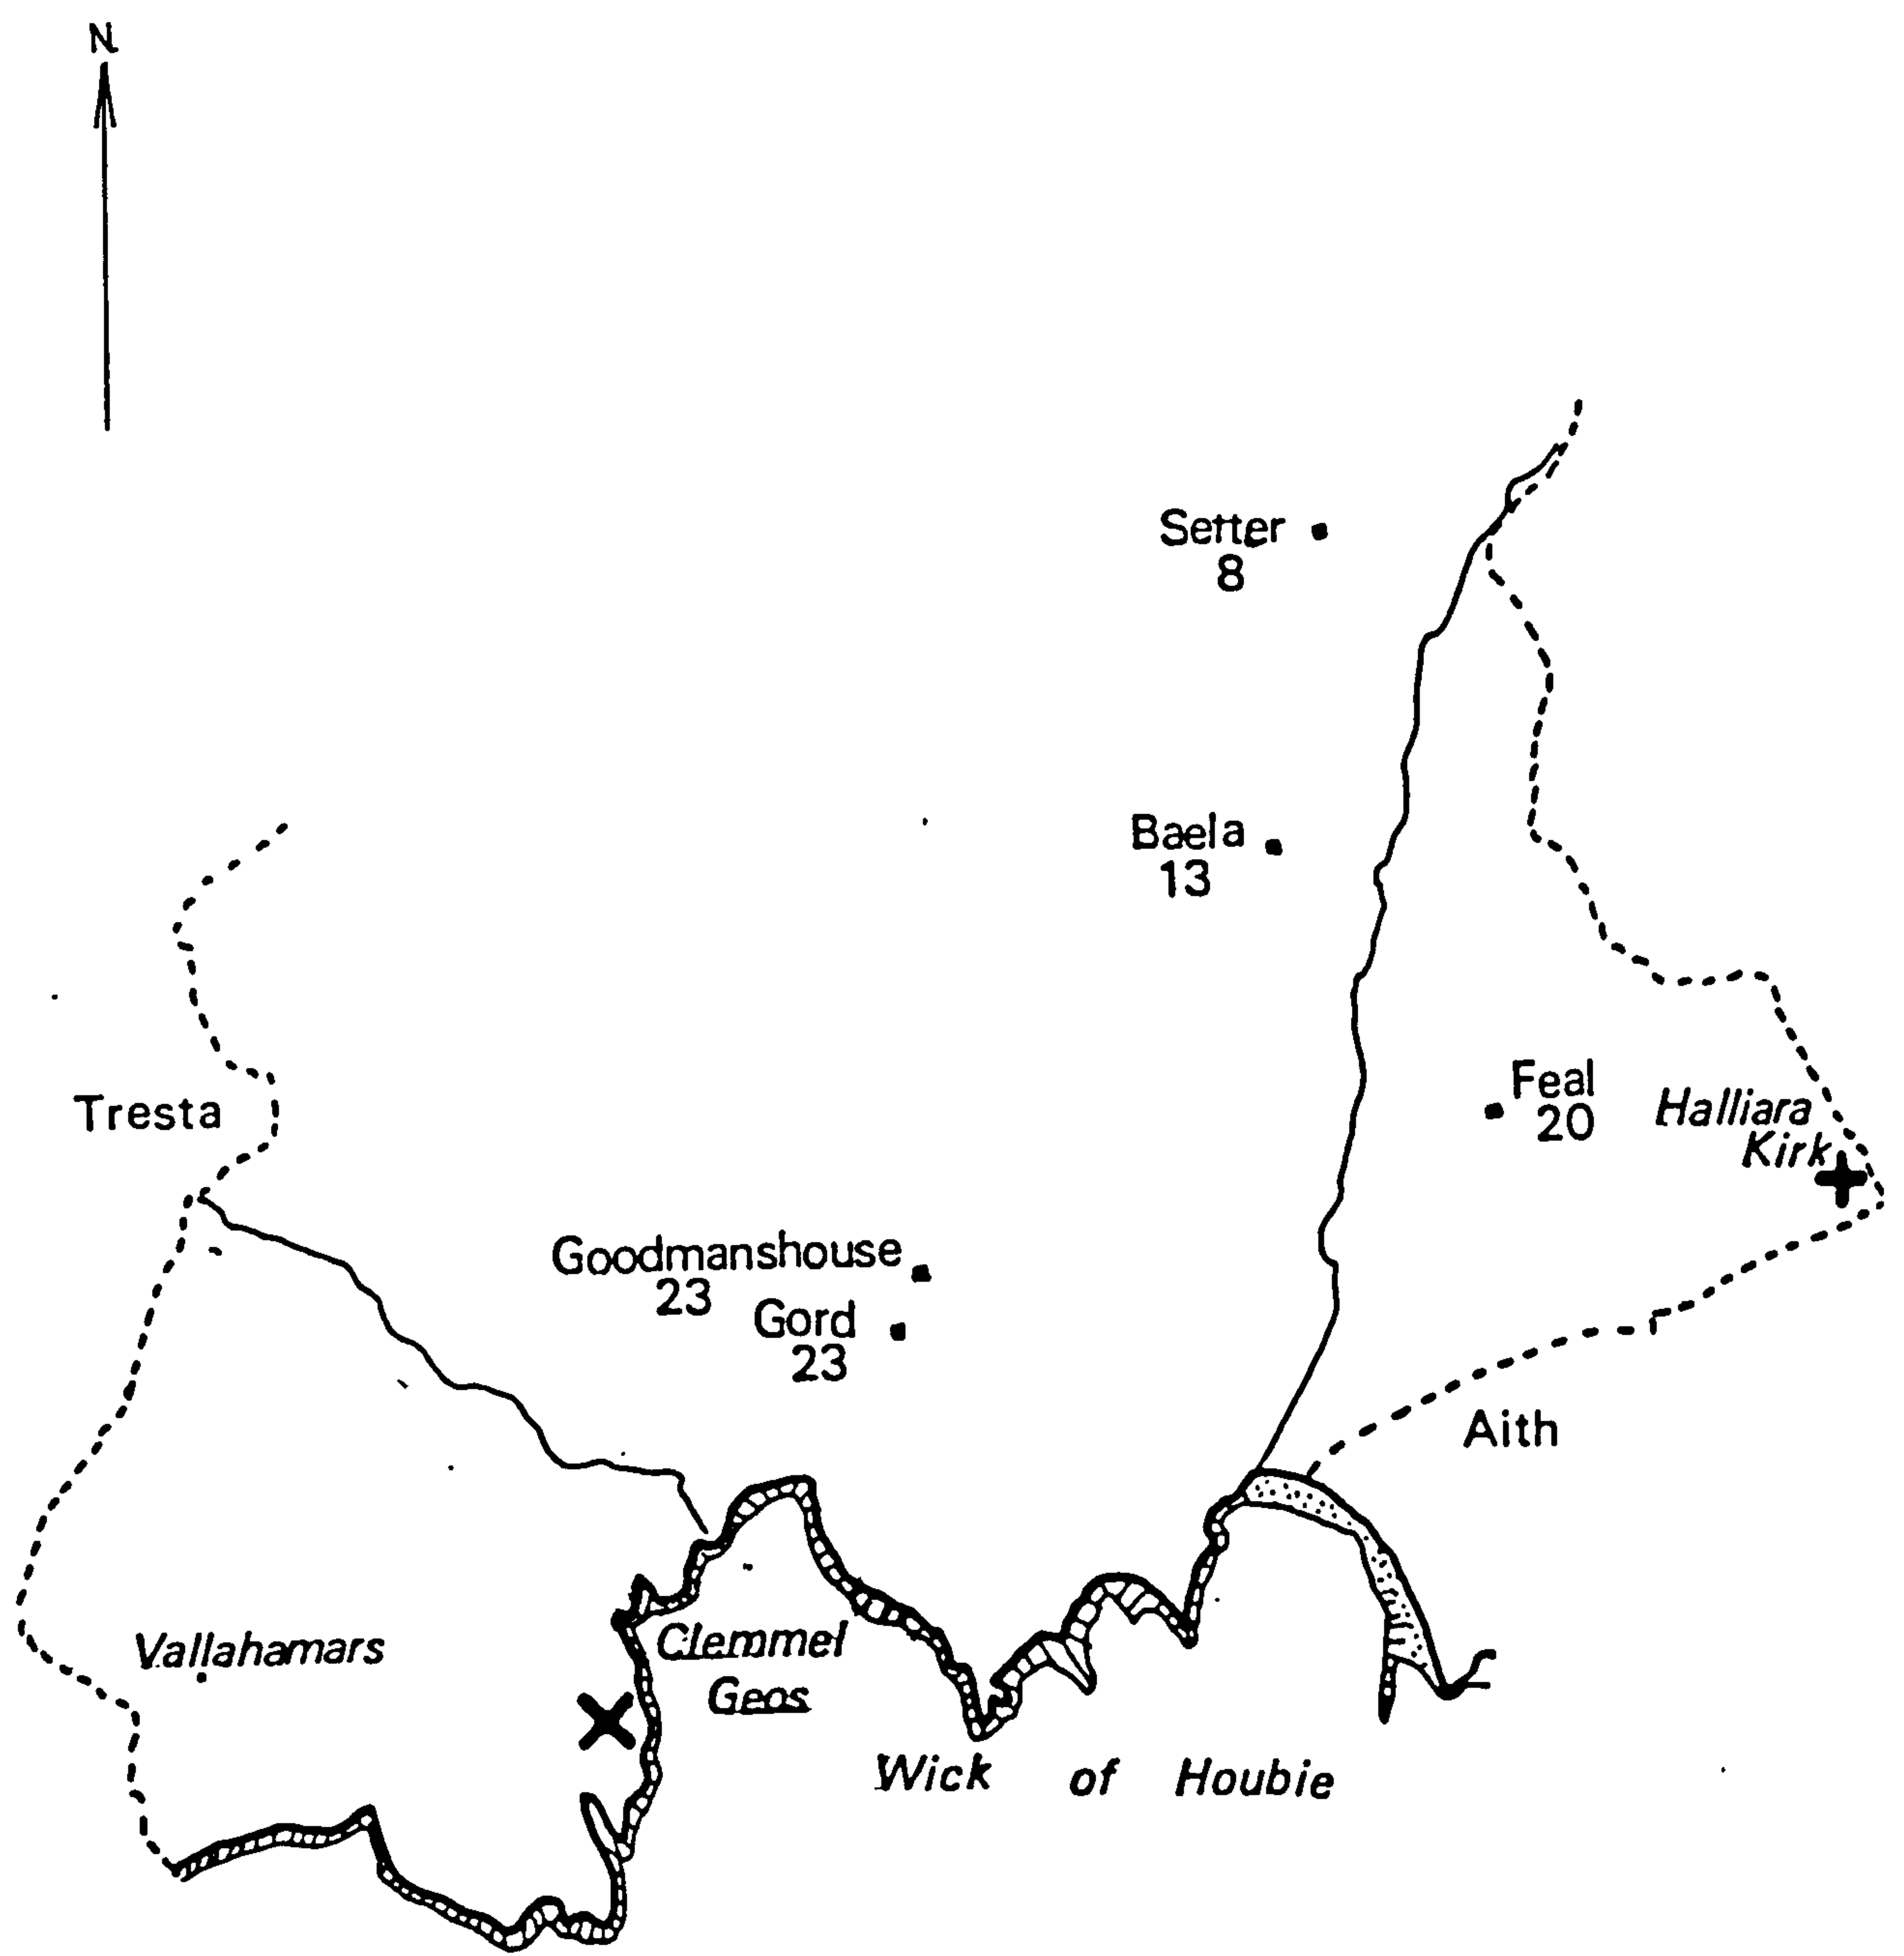 N
Setter
8
Baela
13
Feal
20
Tresta
Halliara
Kirk
Goodmanshouse
23
Gord
23
Aith
Vallahamars
Clemmel
Geos
Wick of Houbie